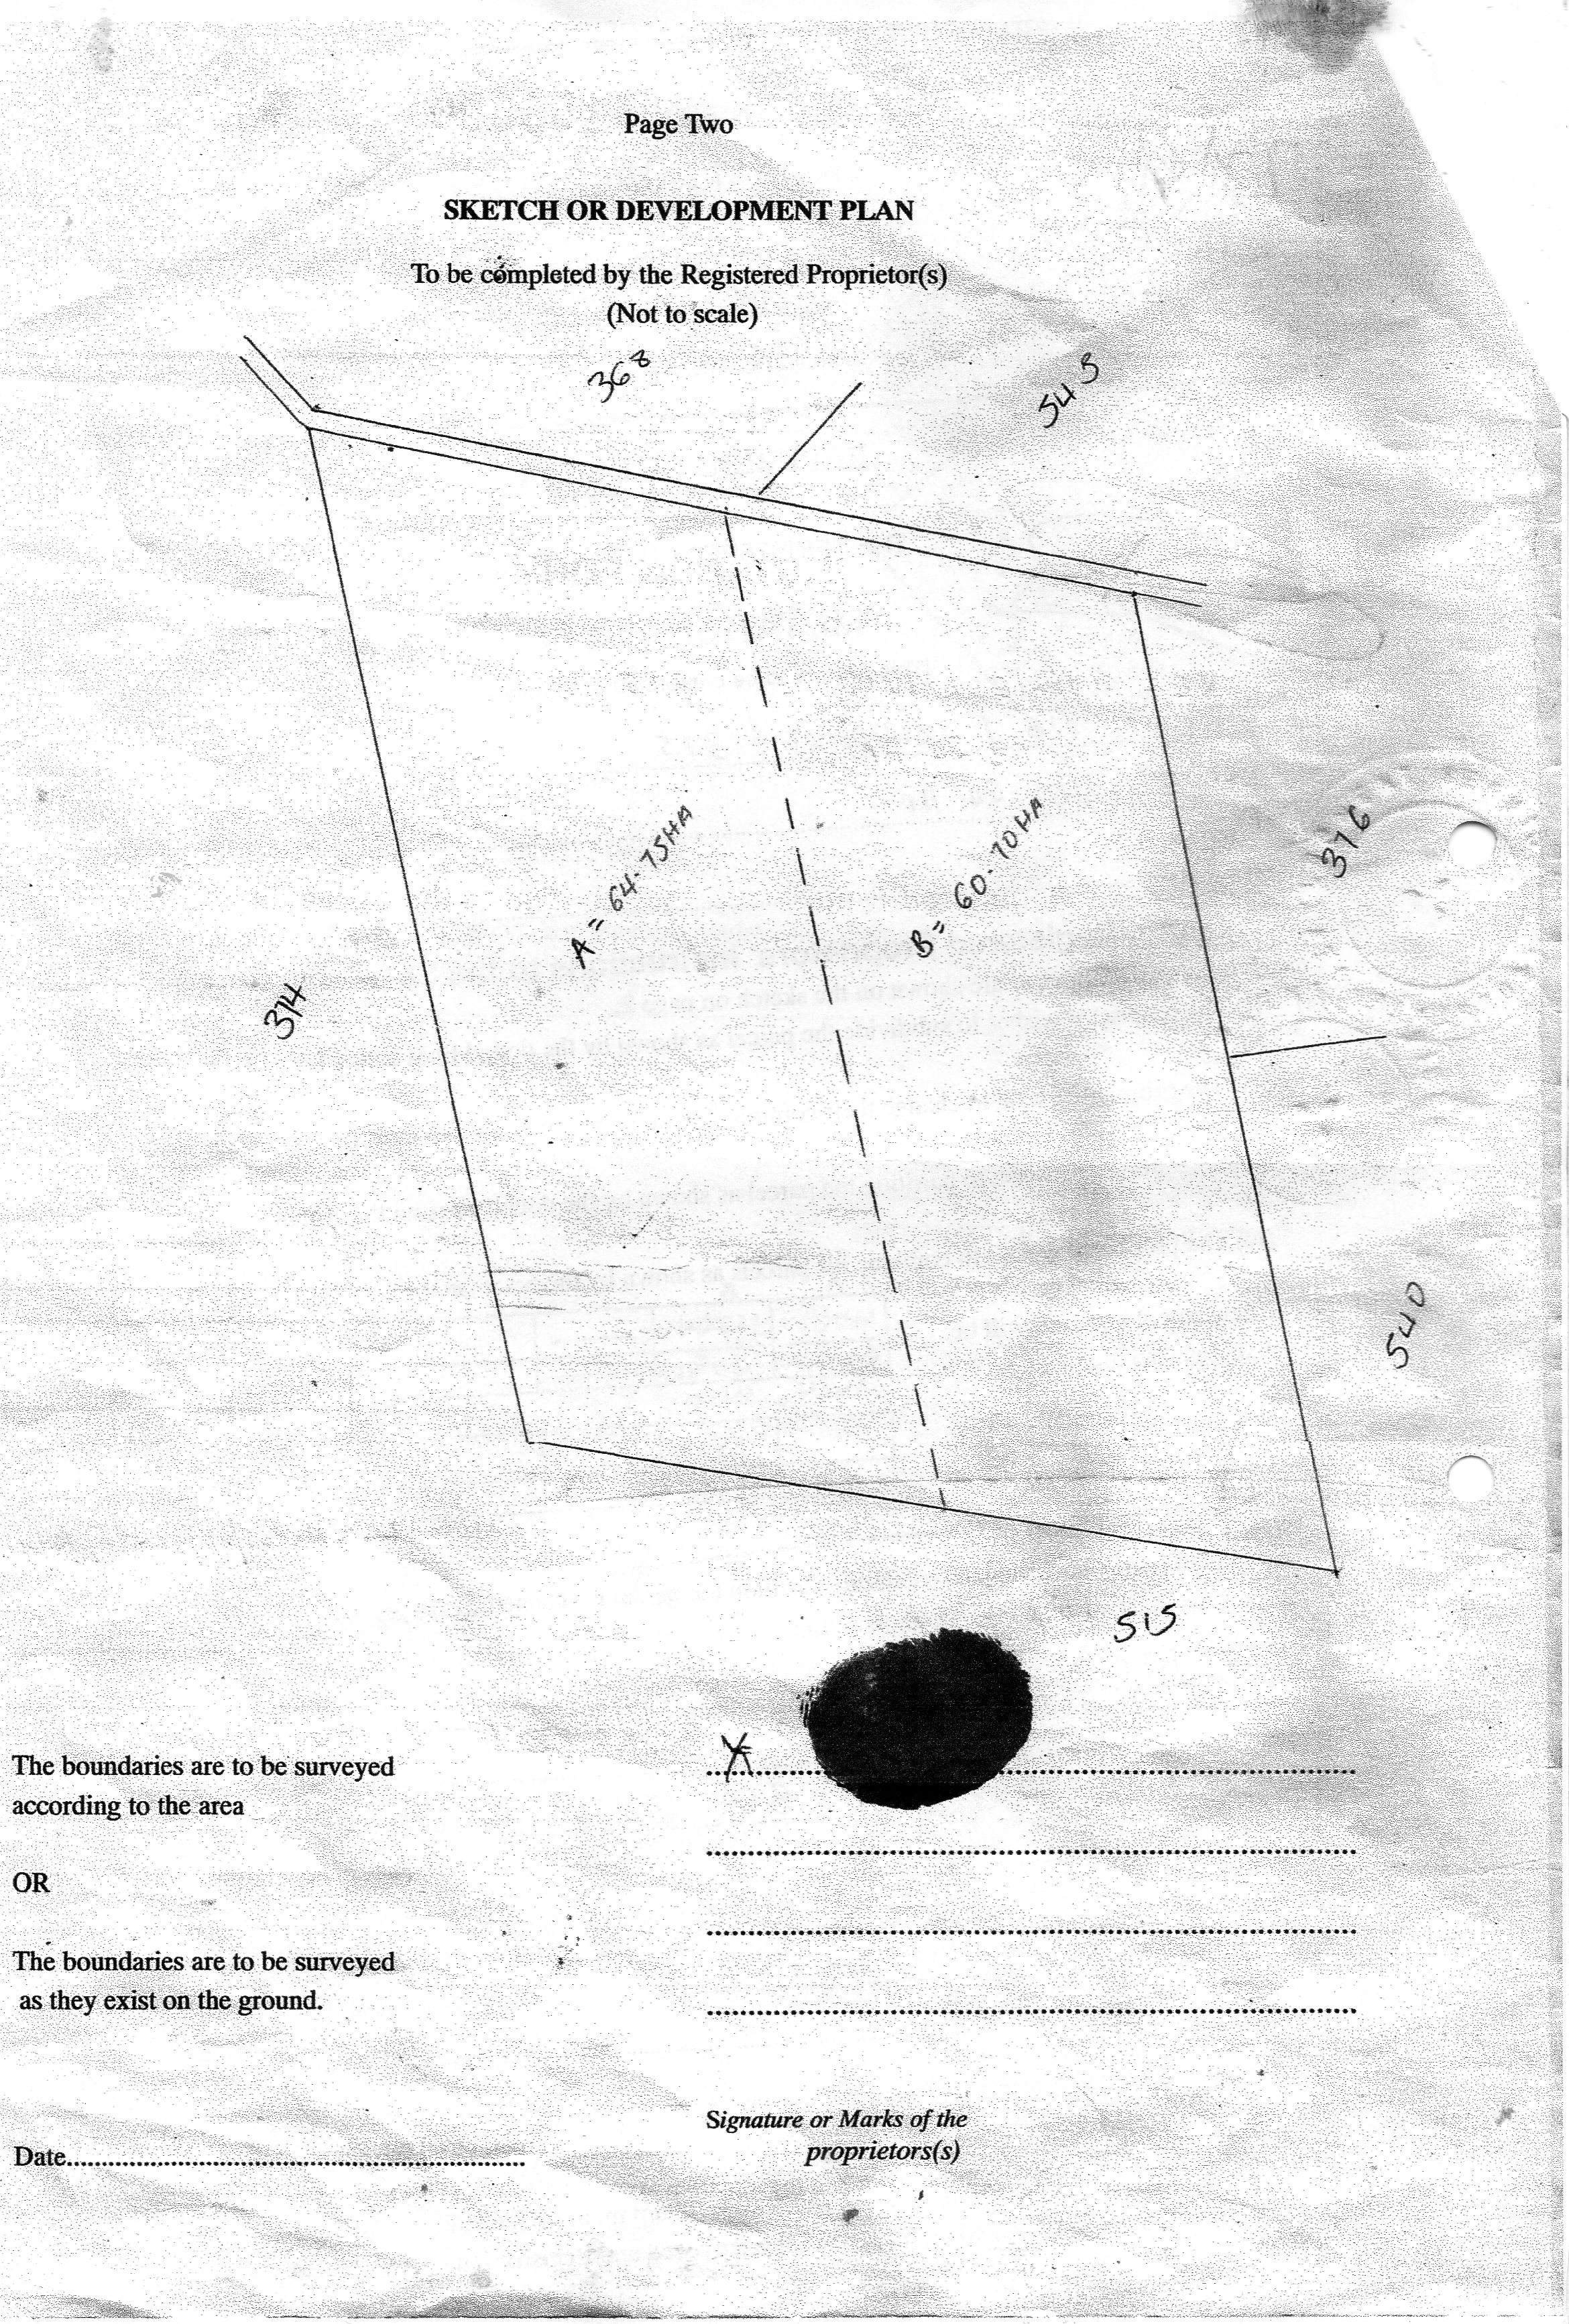 Page Two
SKETCH OR DEVELOPMENT PLAN
To be completed by the Registered Proprietor(s)
(Not to scale)
368
543
A = 64.75HA
B = 60.70HA
376
374
540
515
X
The boundaries are to be surveyed
according to the area
OR
The boundaries are to be surveyed
as they exist on the ground.
Signature or Marks of the
proprietors(s)
Date